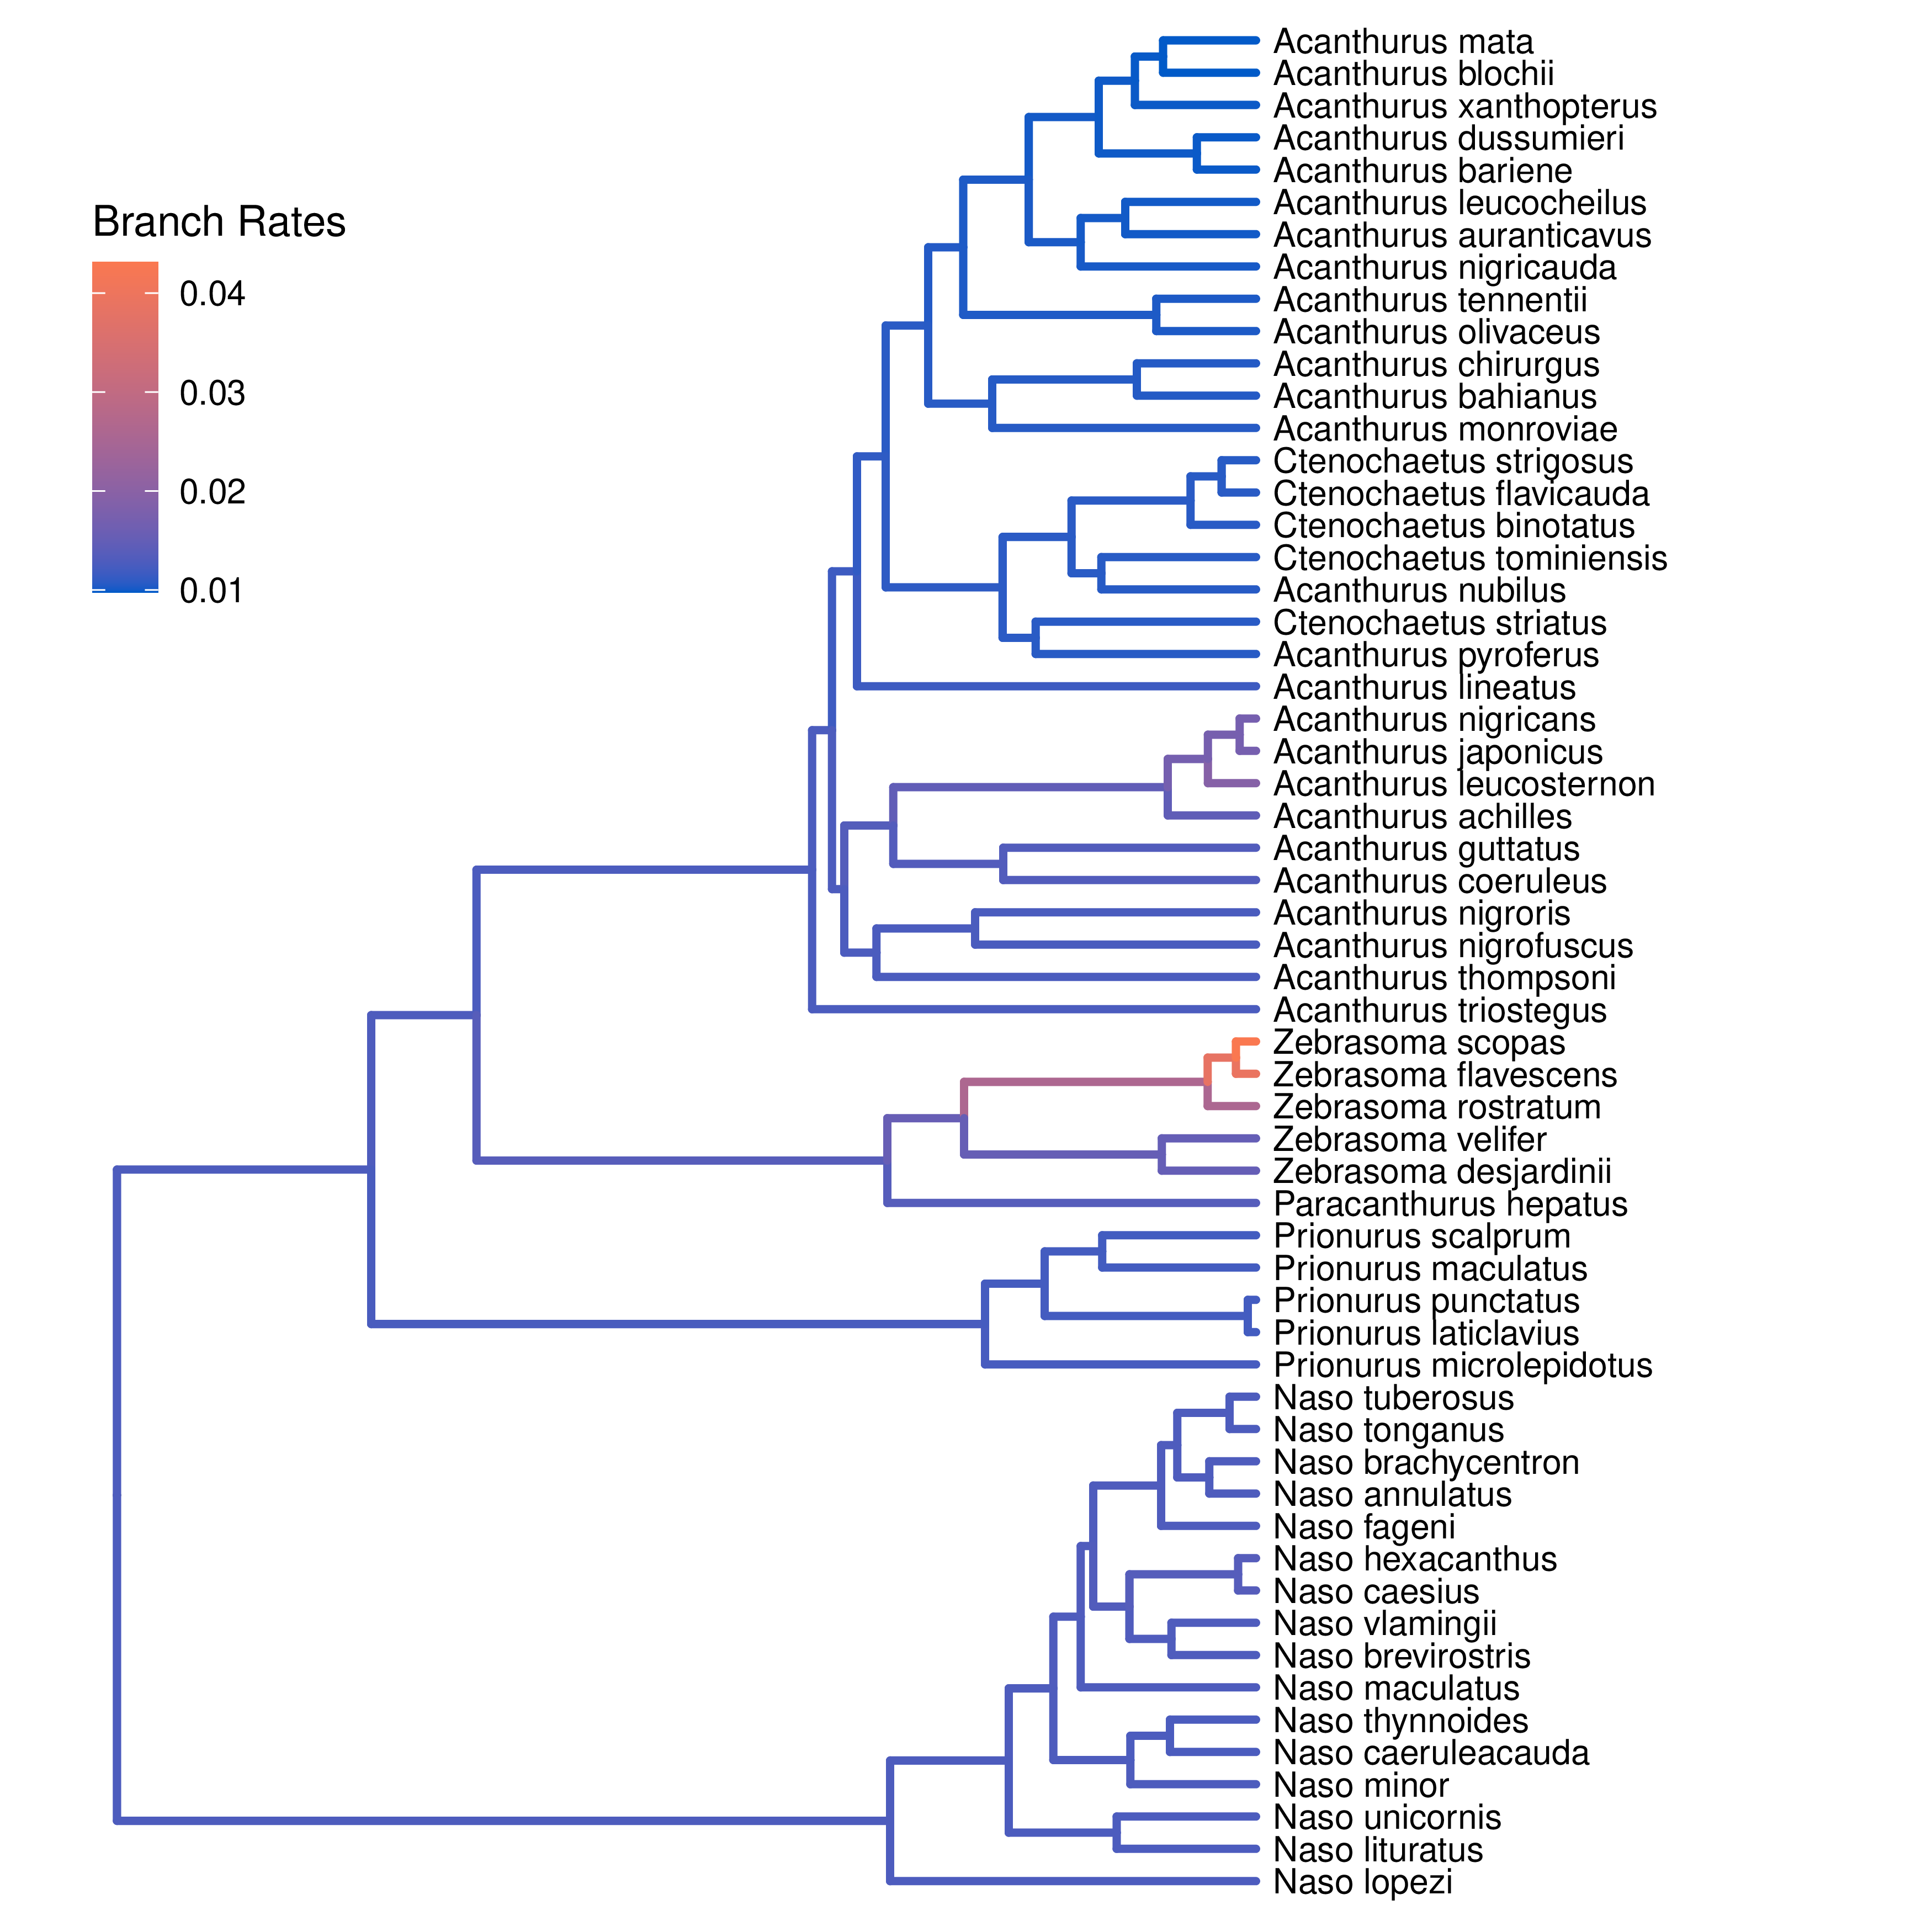 Branch Rates
0.04
0.03
0.02
0.01
Acanthurus mata
Acanthurus blochii
Acanthurus xanthopterus
Acanthurus dussumieri
Acanthurus bariene
Acanthurus leucocheilus
Acanthurus auranticavus
Acanthurus nigricauda
Acanthurus tennentii
Acanthurus olivaceus
Acanthurus chirurgus
Acanthurus bahianus
Acanthurus monroviae
Ctenochaetus strigosus
Ctenochaetus flavicauda
Ctenochaetus binotatus
Ctenochaetus tominiensis
Acanthurus nubilus
Ctenochaetus striatus
Acanthurus pyroferus
Acanthurus lineatus
Acanthurus nigricans
Acanthurus japonicus
Acanthurus leucosternon
Acanthurus achilles
Acanthurus guttatus
Acanthurus coeruleus
Acanthurus nigroris
Acanthurus nigrofuscus
Acanthurus thompsoni
Acanthurus triostegus
Zebrasoma scopas
Zebrasoma flavescens
Zebrasoma rostratum
Zebrasoma velifer
Zebrasoma desjardinii
Paracanthurus hepatus
Prionurus scalprum
Prionurus maculatus
Prionurus punctatus
Prionurus laticlavius
Prionurus microlepidotus
Naso tuberosus
Naso tonganus
Naso brachycentron
Naso annulatus
Naso fageni
Naso hexacanthus
Naso caesius
Naso vlamingii
Naso brevirostris
Naso maculatus
Naso thynnoides
Naso caeruleacauda
Naso minor
Naso unicornis
Naso lituratus
Naso lopezi